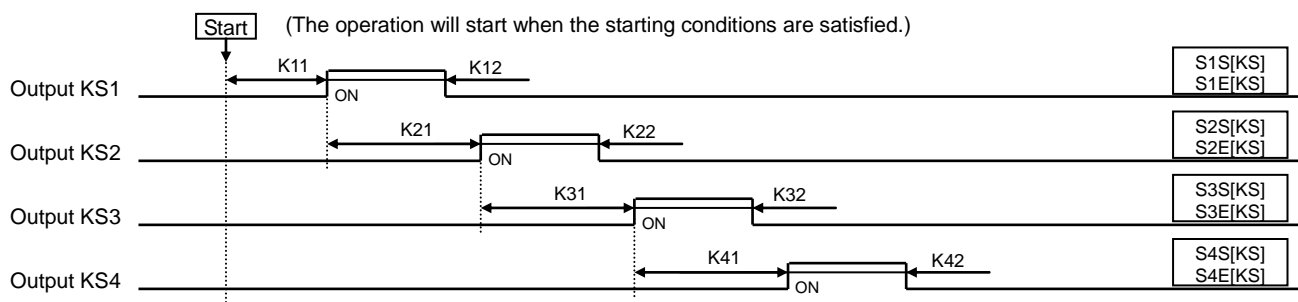 Start (The operation will start when the starting conditions are satisfied.)
K11 K12 S1S[KS]
Output KS1 ON S1E[KS]
K21 K22 S2S[KS]
Output KS2 ON S2E[KS]
K31 K32 S3S[KS]
Output KS3 ON S3E[KS]
K41 K42 S4S[KS]
Output KS4 ON S4E[KS]